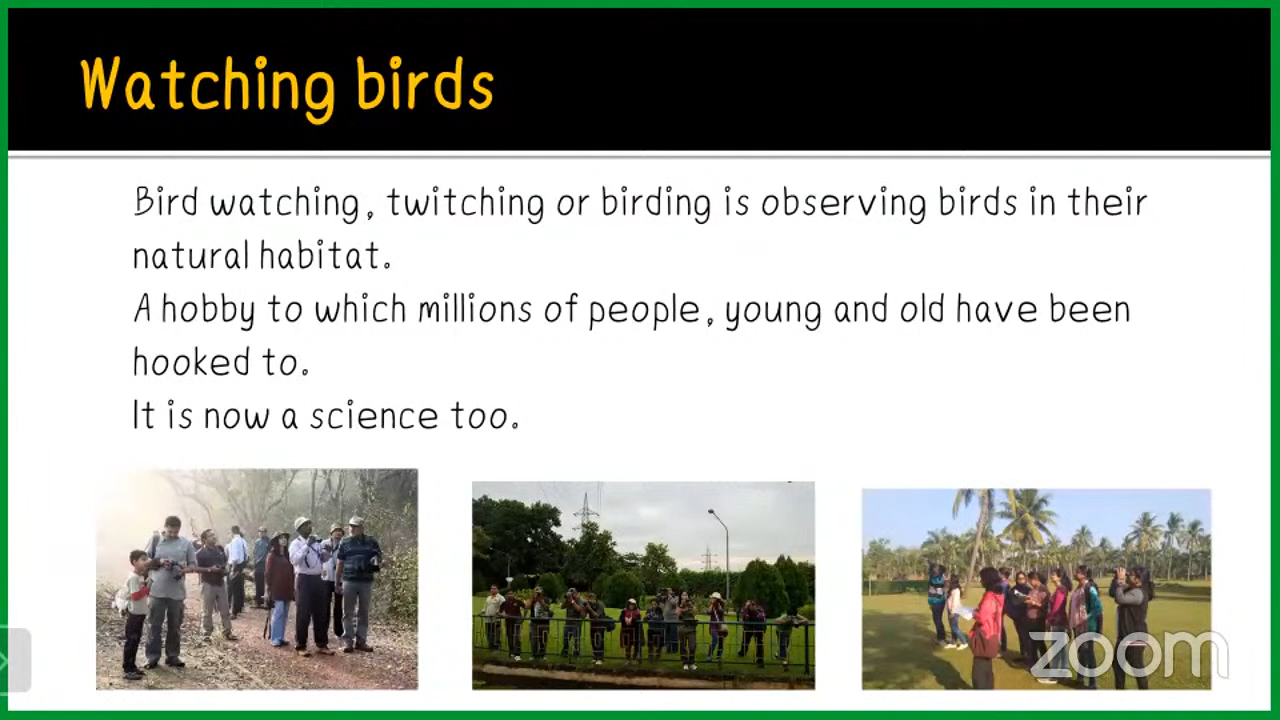 Watching birds
Bird watching, twitching or birding is observing birds in their
natural habitat.
A hobby to which millions of people, young and old have been
hooked to.
It is now a science too.
zoom